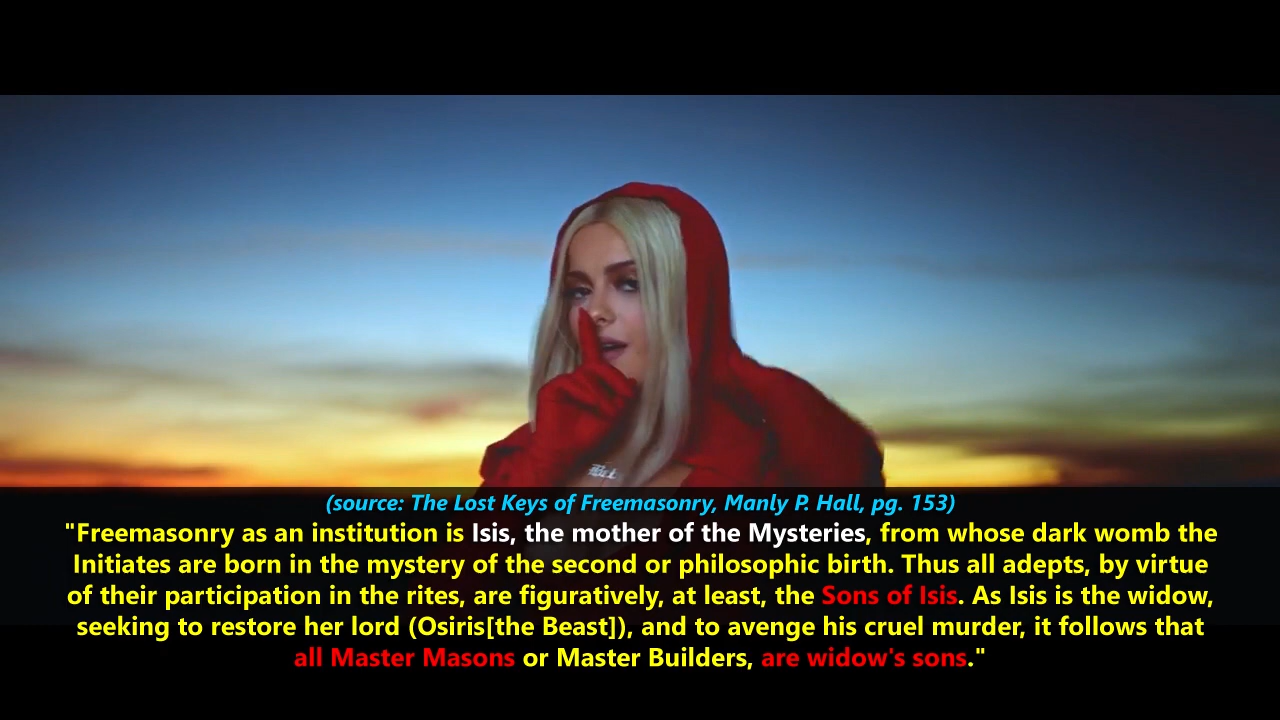 (source: The Lost Keys of Freemasonry, Manly P. Hall, pg. 153)
"Freemasonry as an institution is Isis, the mother of the Mysteries, from whose dark womb the
Initiates are born in the mystery of the second or philosophic birth. Thus all adepts, by virtue
of their participation in the rites, are figuratively, at least, the Sons of Isis. As Isis is the widow,
seeking to restore her lord (Osiris[the Beast]), and to avenge his cruel murder, it follows that
all Master Masons or Master Builders, are widow's sons."